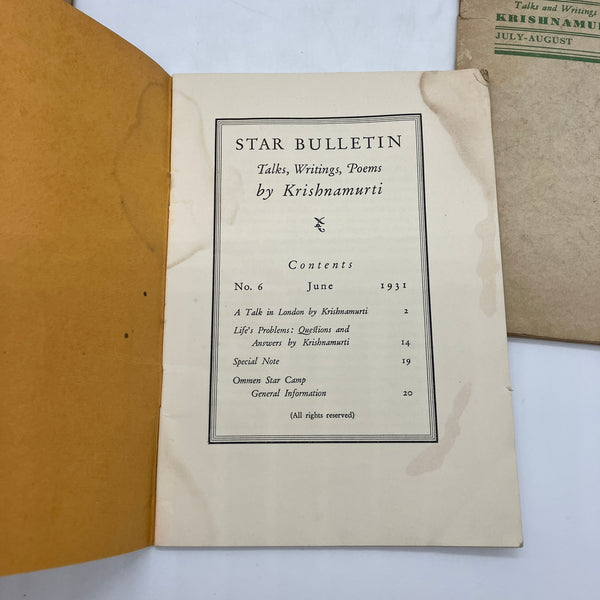 STAR BULLETIN
Talks, Writings, Poems
by Krishnamurti
Contents
No. 6 June 1931
A Talk in London by Krishnamurti 2
Life's Problems: Questions and
Answers by Krishnamurti 14
Special Note 19
Ommen Star Camp
General Information 20
(All rights reserved)
Talks and Writings
JULY-AUGUST